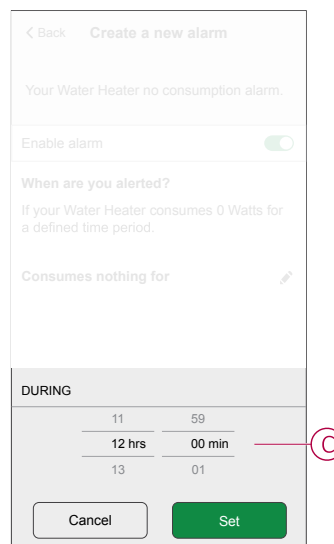 Back Create a new alarm
Your Water Heater no consumption alarm.
Enable alarm
When are you alerted?
If your Water Heater consumes 0 Watts for
a defined time period.
Consumes nothing for
DURING
11 59
12 hrs 00 min
13 01
C
Cancel Set